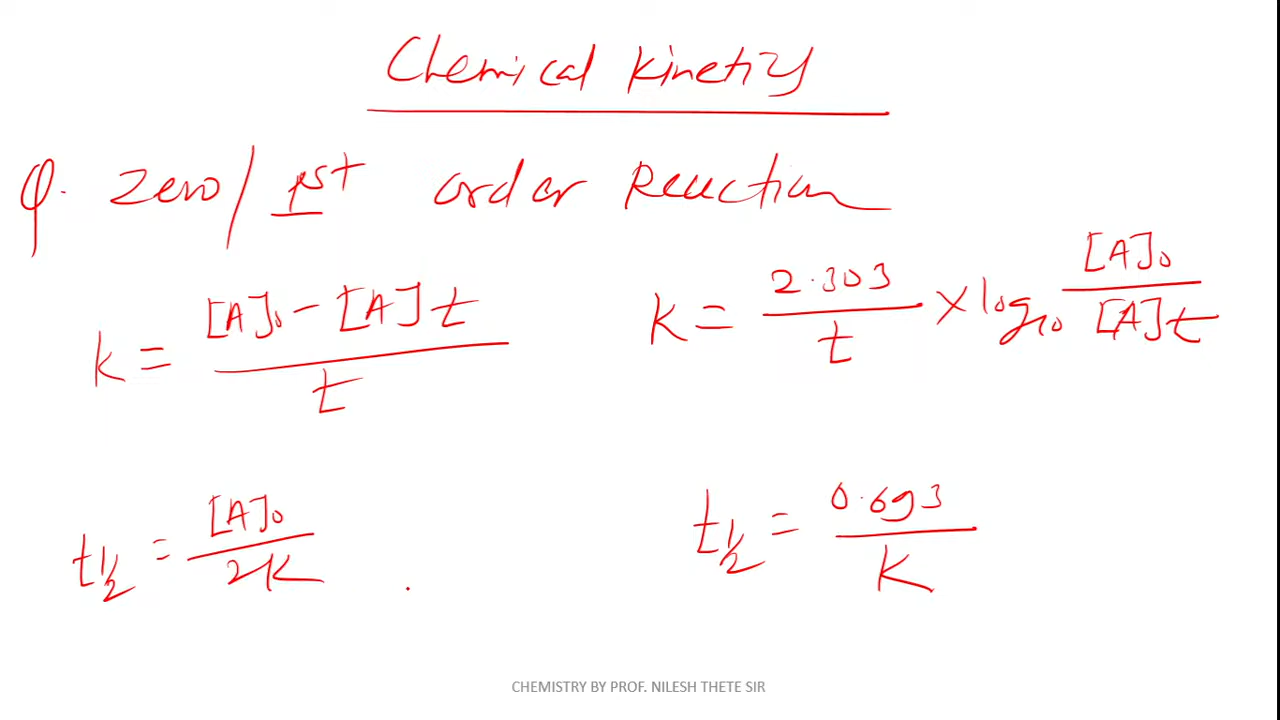 Chemical Kinetics
Q. Zero / 1st order Reaction
k = [A]₀ - [A]t / t
k = 2.303 / t × log₁₀ [A]₀ / [A]t
t½ = [A]₀ / 2k
t½ = 0.693 / k
CHEMISTRY BY PROF. NILESH THETE SIR